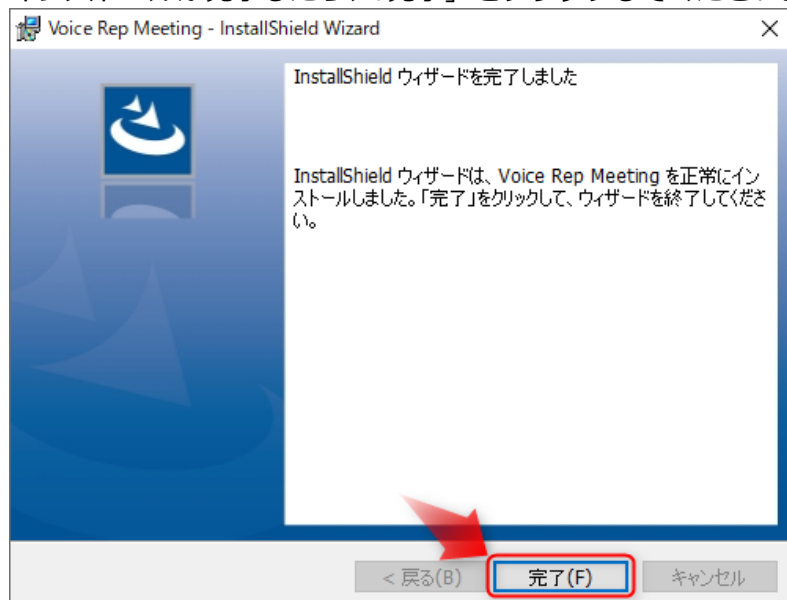 Voice Rep Meeting - InstallShield Wizard
InstallShield ウィザードを完了しました
InstallShield ウィザードは、Voice Rep Meeting を正常にイン
ストールしました。「完了」をクリックして、ウィザードを終了してくださ
い。
< 戻る(B)
完了(F)
キャンセル